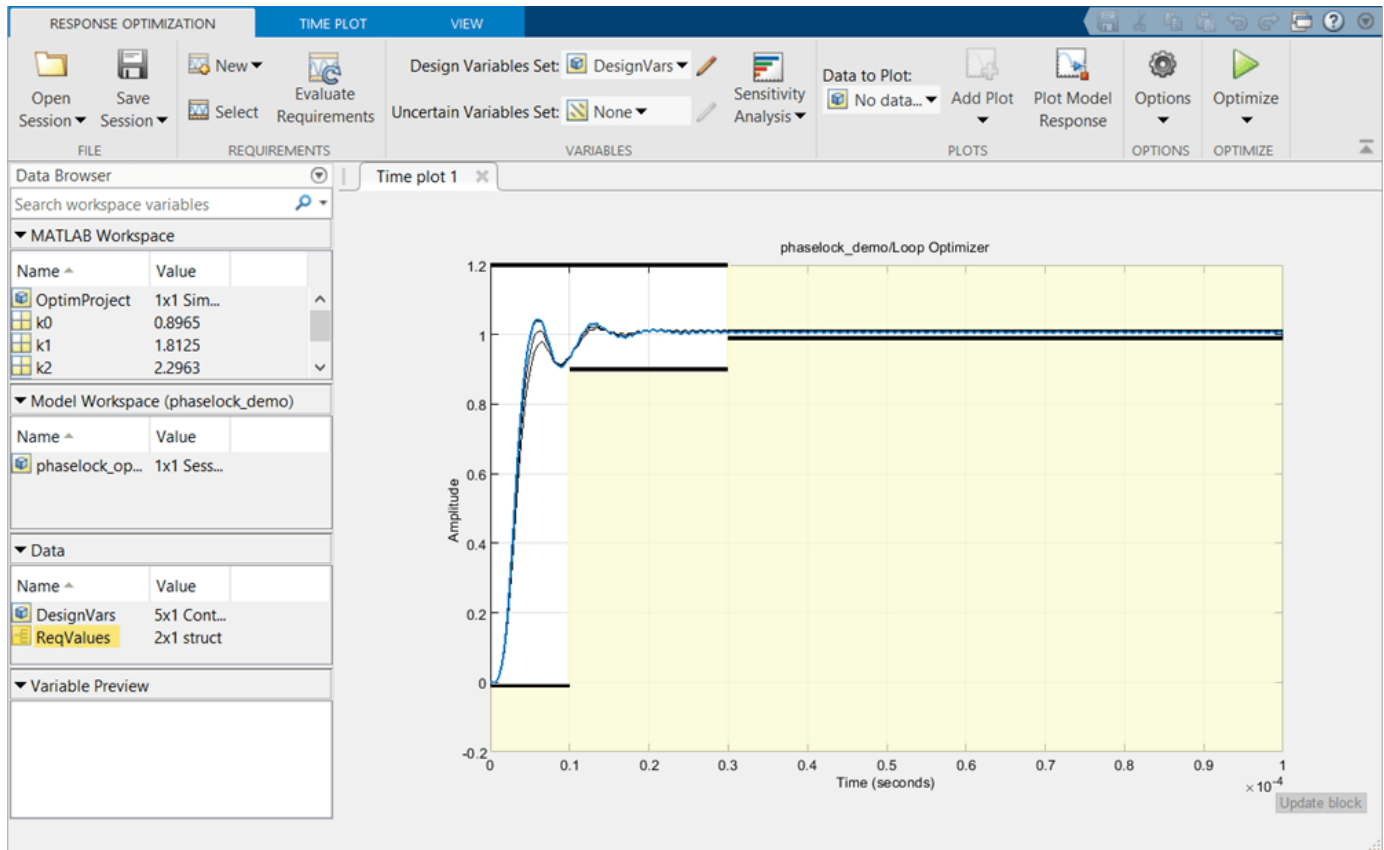 RESPONSE OPTIMIZATION TIME PLOT VIEW
Open Session
Save Session
New
Select
Evaluate Requirements
Design Variables Set: DesignVars
Uncertain Variables Set: None
Sensitivity Analysis
Data to Plot:
No data...
Add Plot
Plot Model Response
Options
Optimize
FILE REQUIREMENTS VARIABLES PLOTS OPTIONS OPTIMIZE
Data Browser
Search workspace variables
MATLAB Workspace
Name Value
OptimProject 1x1 Sim...
k0 0.8965
k1 1.8125
k2 2.2963
Model Workspace (phaselock_demo)
Name Value
phaselock_op... 1x1 Sess...
Data
Name Value
DesignVars 5x1 Cont...
ReqValues 2x1 struct
Variable Preview
Time plot 1
phaselock_demo/Loop Optimizer
1.2
1
0.8
0.6
0.4
0.2
0
-0.2
Amplitude
0 0.1 0.2 0.3 0.4 0.5 0.6 0.7 0.8 0.9 1
Time (seconds)
×10-4
Update block